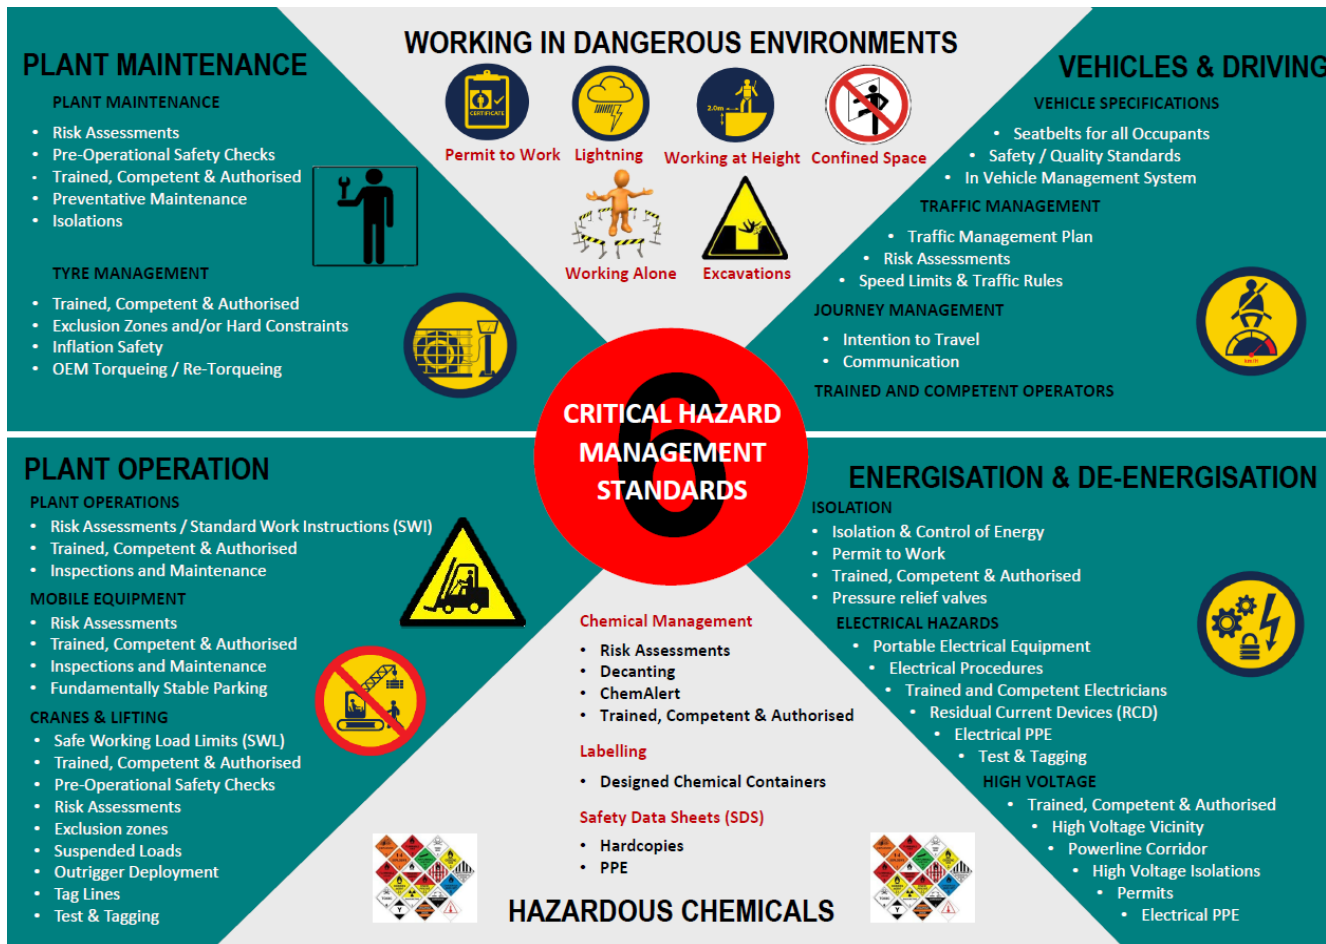 WORKING IN DANGEROUS ENVIRONMENTS
CERTIFICATE
2.0m
Permit to Work
Lightning
Working at Height
Confined Space
Working Alone
Excavations
PLANT MAINTENANCE
PLANT MAINTENANCE
• Risk Assessments
• Pre-Operational Safety Checks
• Trained, Competent & Authorised
• Preventative Maintenance
• Isolations
TYRE MANAGEMENT
• Trained, Competent & Authorised
• Exclusion Zones and/or Hard Constraints
• Inflation Safety
• OEM Torqueing / Re-Torqueing
VEHICLES & DRIVING
VEHICLE SPECIFICATIONS
• Seatbelts for all Occupants
• Safety / Quality Standards
• In Vehicle Management System
TRAFFIC MANAGEMENT
• Traffic Management Plan
• Risk Assessments
• Speed Limits & Traffic Rules
JOURNEY MANAGEMENT
• Intention to Travel
• Communication
TRAINED AND COMPETENT OPERATORS
km/h
6
CRITICAL HAZARD
MANAGEMENT
STANDARDS
PLANT OPERATION
PLANT OPERATIONS
• Risk Assessments / Standard Work Instructions (SWI)
• Trained, Competent & Authorised
• Inspections and Maintenance
MOBILE EQUIPMENT
• Risk Assessments
• Trained, Competent & Authorised
• Inspections and Maintenance
• Fundamentally Stable Parking
CRANES & LIFTING
• Safe Working Load Limits (SWL)
• Trained, Competent & Authorised
• Pre-Operational Safety Checks
• Risk Assessments
• Exclusion zones
• Suspended Loads
• Outrigger Deployment
• Tag Lines
• Test & Tagging
ENERGISATION & DE-ENERGISATION
ISOLATION
• Isolation & Control of Energy
• Permit to Work
• Trained, Competent & Authorised
• Pressure relief valves
ELECTRICAL HAZARDS
• Portable Electrical Equipment
• Electrical Procedures
• Trained and Competent Electricians
• Residual Current Devices (RCD)
• Electrical PPE
• Test & Tagging
HIGH VOLTAGE
• Trained, Competent & Authorised
• High Voltage Vicinity
• Powerline Corridor
• High Voltage Isolations
• Permits
• Electrical PPE
Chemical Management
• Risk Assessments
• Decanting
• ChemAlert
• Trained, Competent & Authorised
Labelling
• Designed Chemical Containers
Safety Data Sheets (SDS)
• Hardcopies
• PPE
HAZARDOUS CHEMICALS